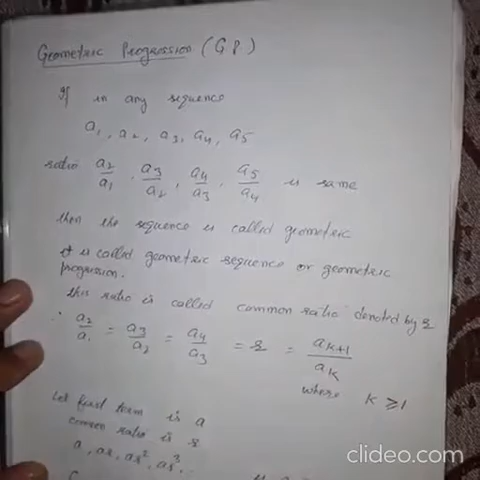 Geometric Progression (GP)
If in any sequence
a₁, a₂, a₃, a₄, a₅
ratio a₂/a₁, a₃/a₂, a₄/a₃, a₅/a₄ is same
then the sequence is called geometric
it is called geometric sequence or geometric
progression.
this ratio is called common ratio denoted by r
∴ a₂/a₁ = a₃/a₂ = a₄/a₃ = r = aₖ₊₁/aₖ
where k ≥ 1
Let first term is a
common ratio is r
a, ar, ar², ar³..
clideo.com